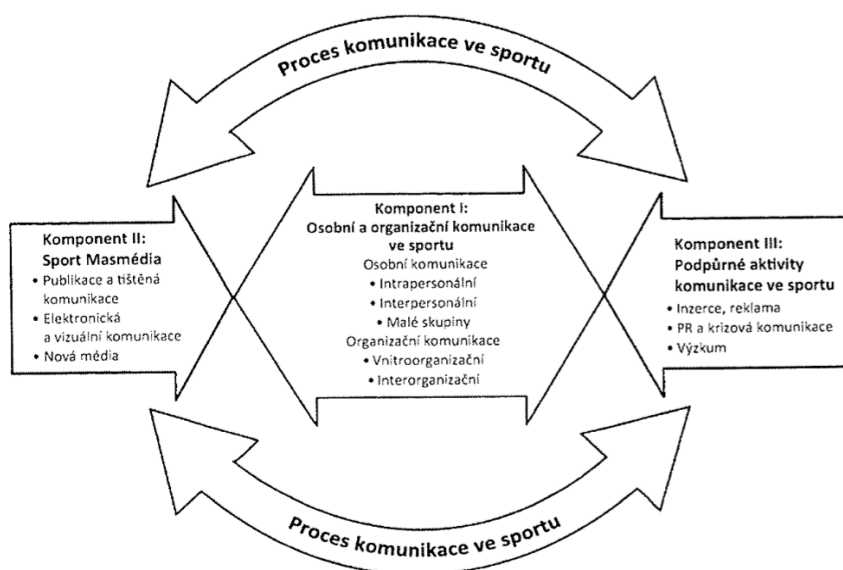 Proces komunikace ve sportu
Komponent II:
Sport Masmédia
• Publikace a tištěná
komunikace
• Elektronická
a vizuální komunikace
• Nová média
Komponent I:
Osobní a organizační komunikace
ve sportu
Osobní komunikace
• Intrapersonální
• Interpersonální
• Malé skupiny
Organizační komunikace
• Vnitroorganizační
• Interorganizační
Komponent III:
Podpůrné aktivity
komunikace ve sportu
• Inzerce, reklama
• PR a krizová komunikace
• Výzkum
Proces komunikace ve sportu